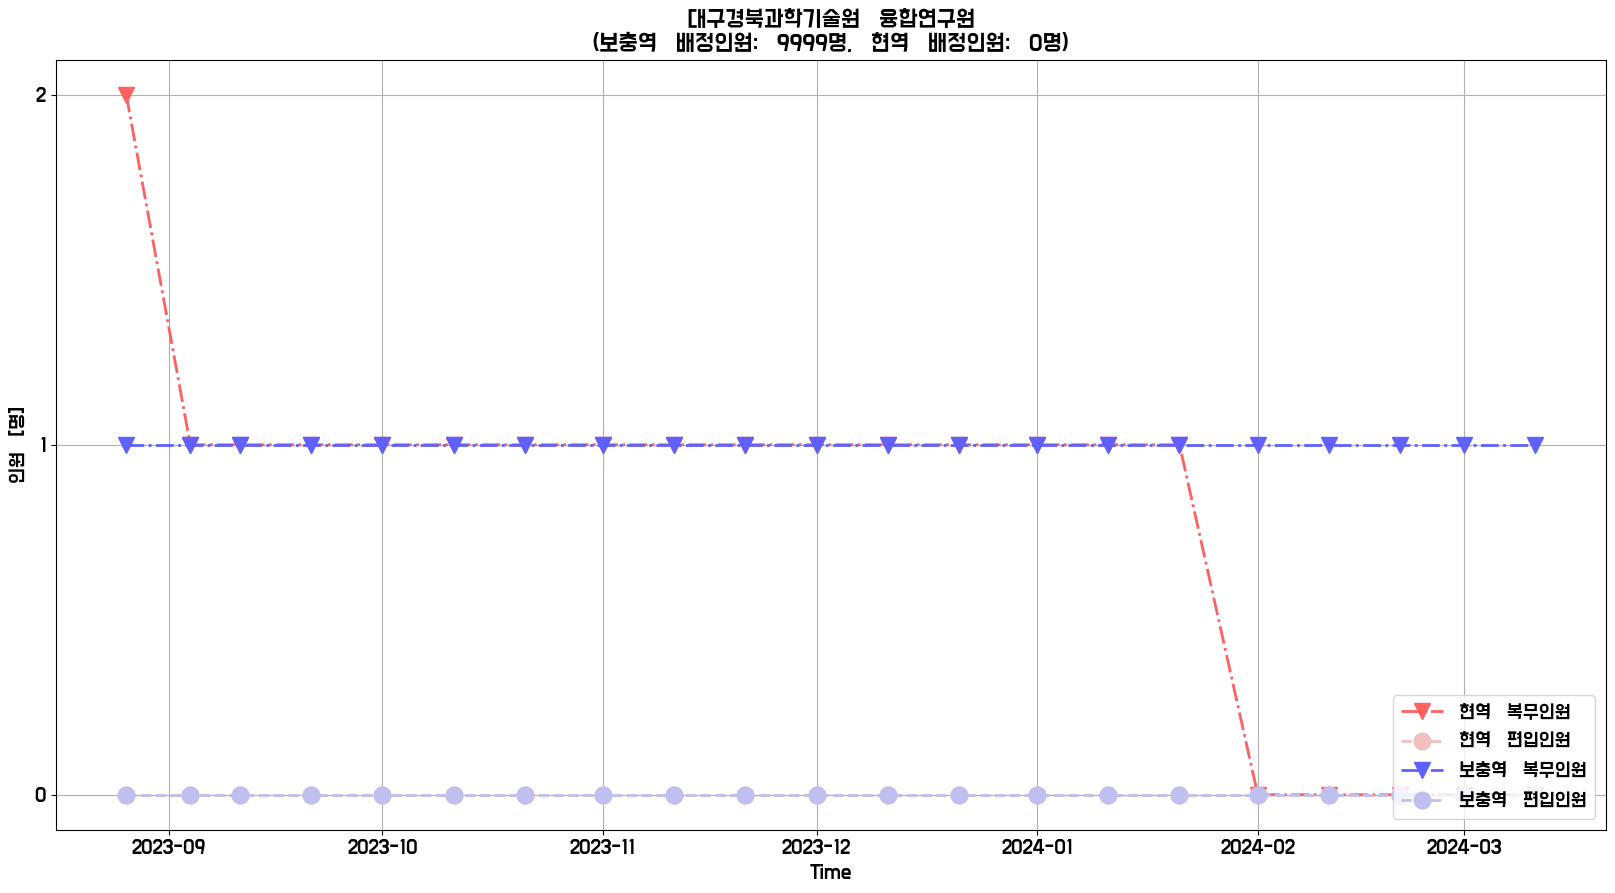 대구경북과학기술원 융합연구원
(보충역 배정인원: 9999명, 현역 배정인원: 0명)
2
1
0
인원 [명]
현역 복무인원
현역 편입인원
보충역 복무인원
보충역 편입인원
2023-09 2023-10 2023-11 2023-12 2024-01 2024-02 2024-03
Time